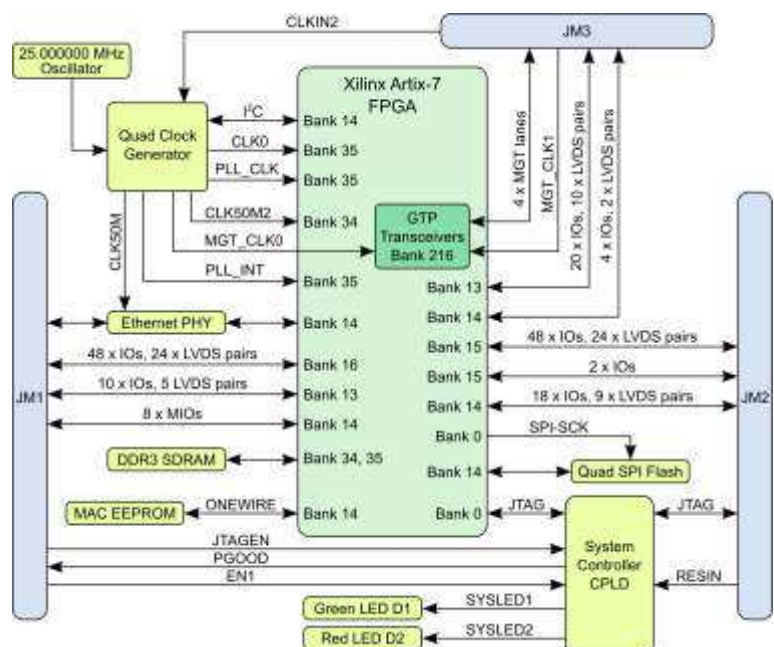 CLKIN2
JM3
25.000000 MHz
Oscillator
Xilinx Artix-7
FPGA
Quad Clock
Generator
I²C
Bank 14
CLK0
Bank 35
PLL_CLK
Bank 35
4 x MGT lanes
MGT_CLK1
20 x IOs, 10 x LVDS pairs
4 x IOs, 2 x LVDS pairs
CLK50M
CLK50M2
Bank 34
GTP
Transceivers
Bank 216
MGT_CLK0
PLL_INT
Bank 35
Bank 13
Ethernet PHY
Bank 14
Bank 14
48 x IOs, 24 x LVDS pairs
Bank 16
Bank 15
48 x IOs, 24 x LVDS pairs
10 x IOs, 5 LVDS pairs
Bank 13
Bank 15
2 x IOs
JM1
8 x MIOs
Bank 14
Bank 14
18 x IOs, 9 x LVDS pairs
JM2
Bank 0
SPI-SCK
DDR3 SDRAM
Bank 34, 35
Bank 14
Quad SPI Flash
MAC EEPROM
ONEWIRE
Bank 14
Bank 0
JTAG
JTAG
System
Controller
CPLD
JTAGEN
PGOOD
EN1
RESIN
Green LED D1
SYSLED1
Red LED D2
SYSLED2